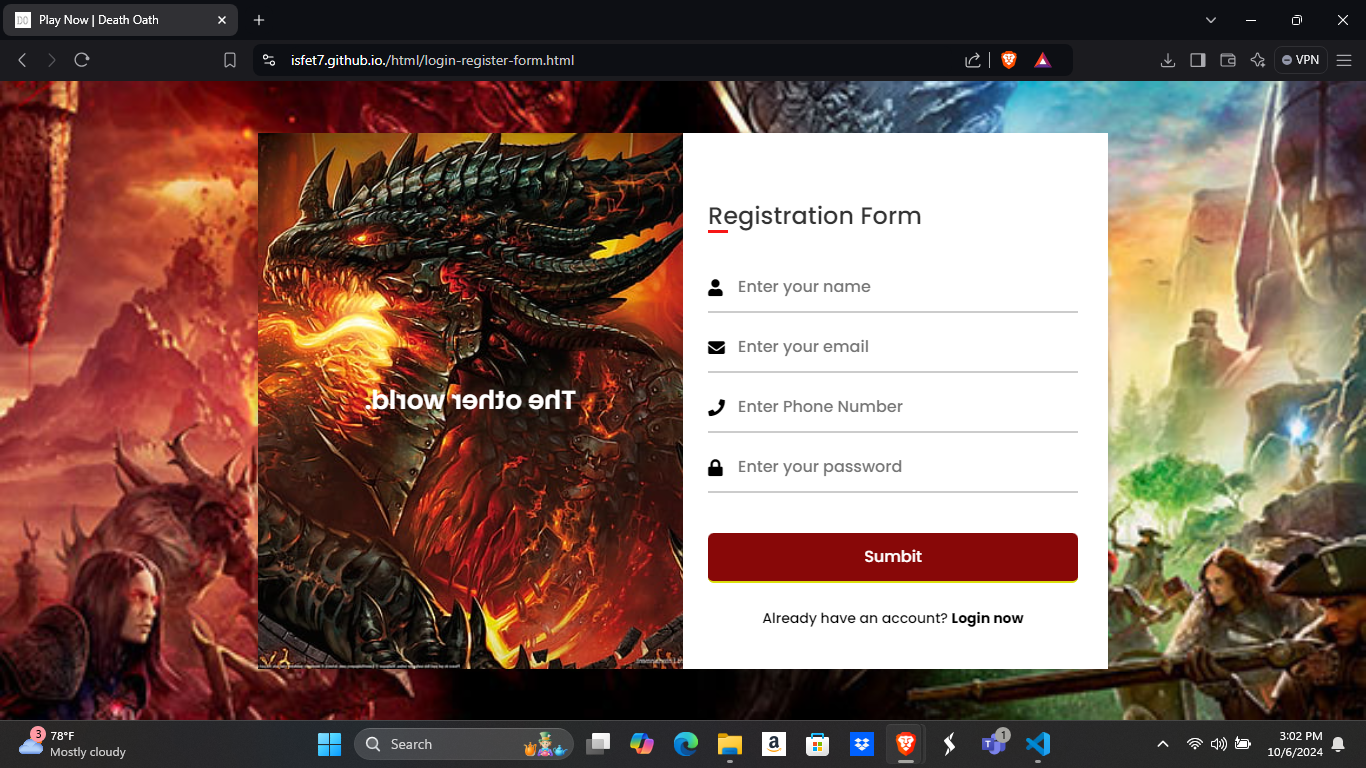 Play Now | Death Oath
isfet7.github.io./html/login-register-form.html
VPN
Registration Form
Enter your name
Enter your email
The other world.
Enter Phone Number
Enter your password
Sumbit
Already have an account? Login now
3
78°F
Mostly cloudy
Search
1
3:02 PM
10/6/2024